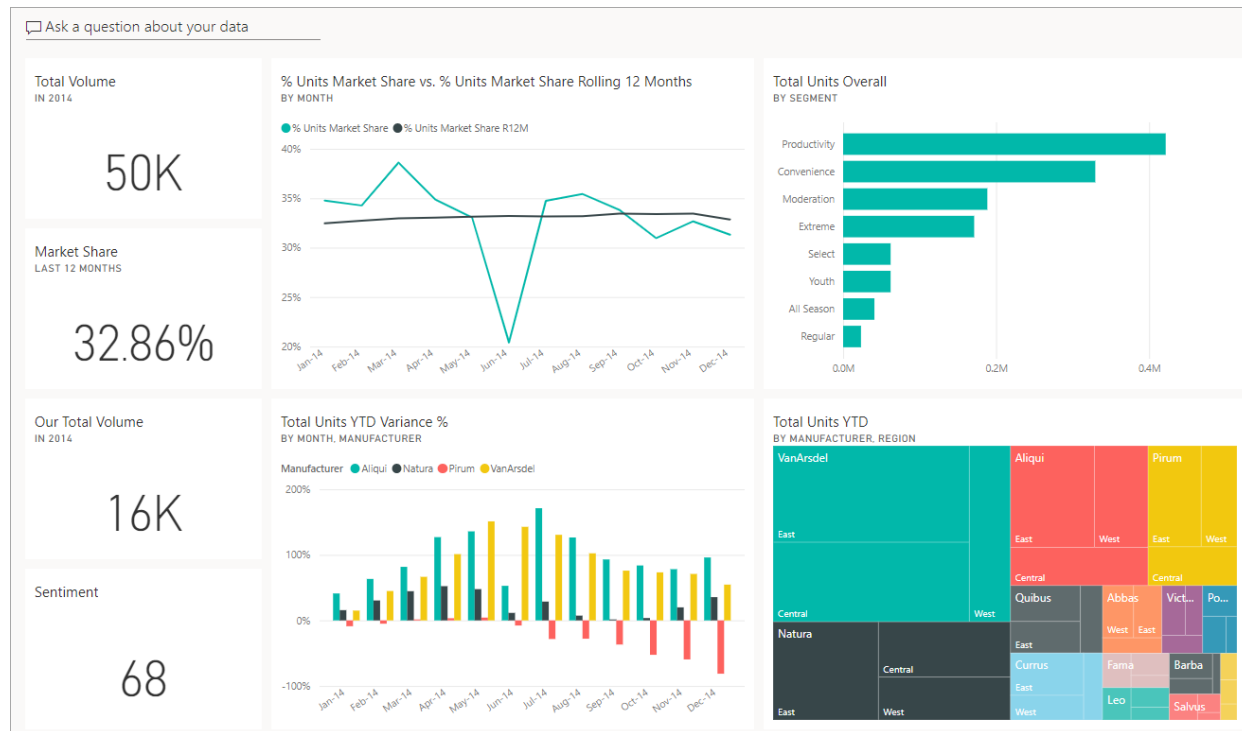 Ask a question about your data
Total Volume
IN 2014
50K
Market Share
LAST 12 MONTHS
32.86%
Our Total Volume
IN 2014
16K
Sentiment
68
% Units Market Share vs. % Units Market Share Rolling 12 Months
BY MONTH
% Units Market Share % Units Market Share R12M
40%
35%
30%
25%
20%
Jan-14 Feb-14 Mar-14 Apr-14 May-14 Jun-14 Jul-14 Aug-14 Sep-14 Oct-14 Nov-14 Dec-14
Total Units YTD Variance %
BY MONTH, MANUFACTURER
Manufacturer Aliqui Natura Pirum VanArsdel
200%
100%
0%
-100%
Jan-14 Feb-14 Mar-14 Apr-14 May-14 Jun-14 Jul-14 Aug-14 Sep-14 Oct-14 Nov-14 Dec-14
Total Units Overall
BY SEGMENT
Productivity
Convenience
Moderation
Extreme
Select
Youth
All Season
Regular
0.0M 0.2M 0.4M
Total Units YTD
BY MANUFACTURER, REGION
VanArsdel
East
Central
West
Natura
East
Central
West
Aliqui
East
West
Central
Pirum
East
West
Central
Quibus
East
Abbas
West East
Vict...
Po...
Currus
East
West
Fama
Leo
Barba
Salvus